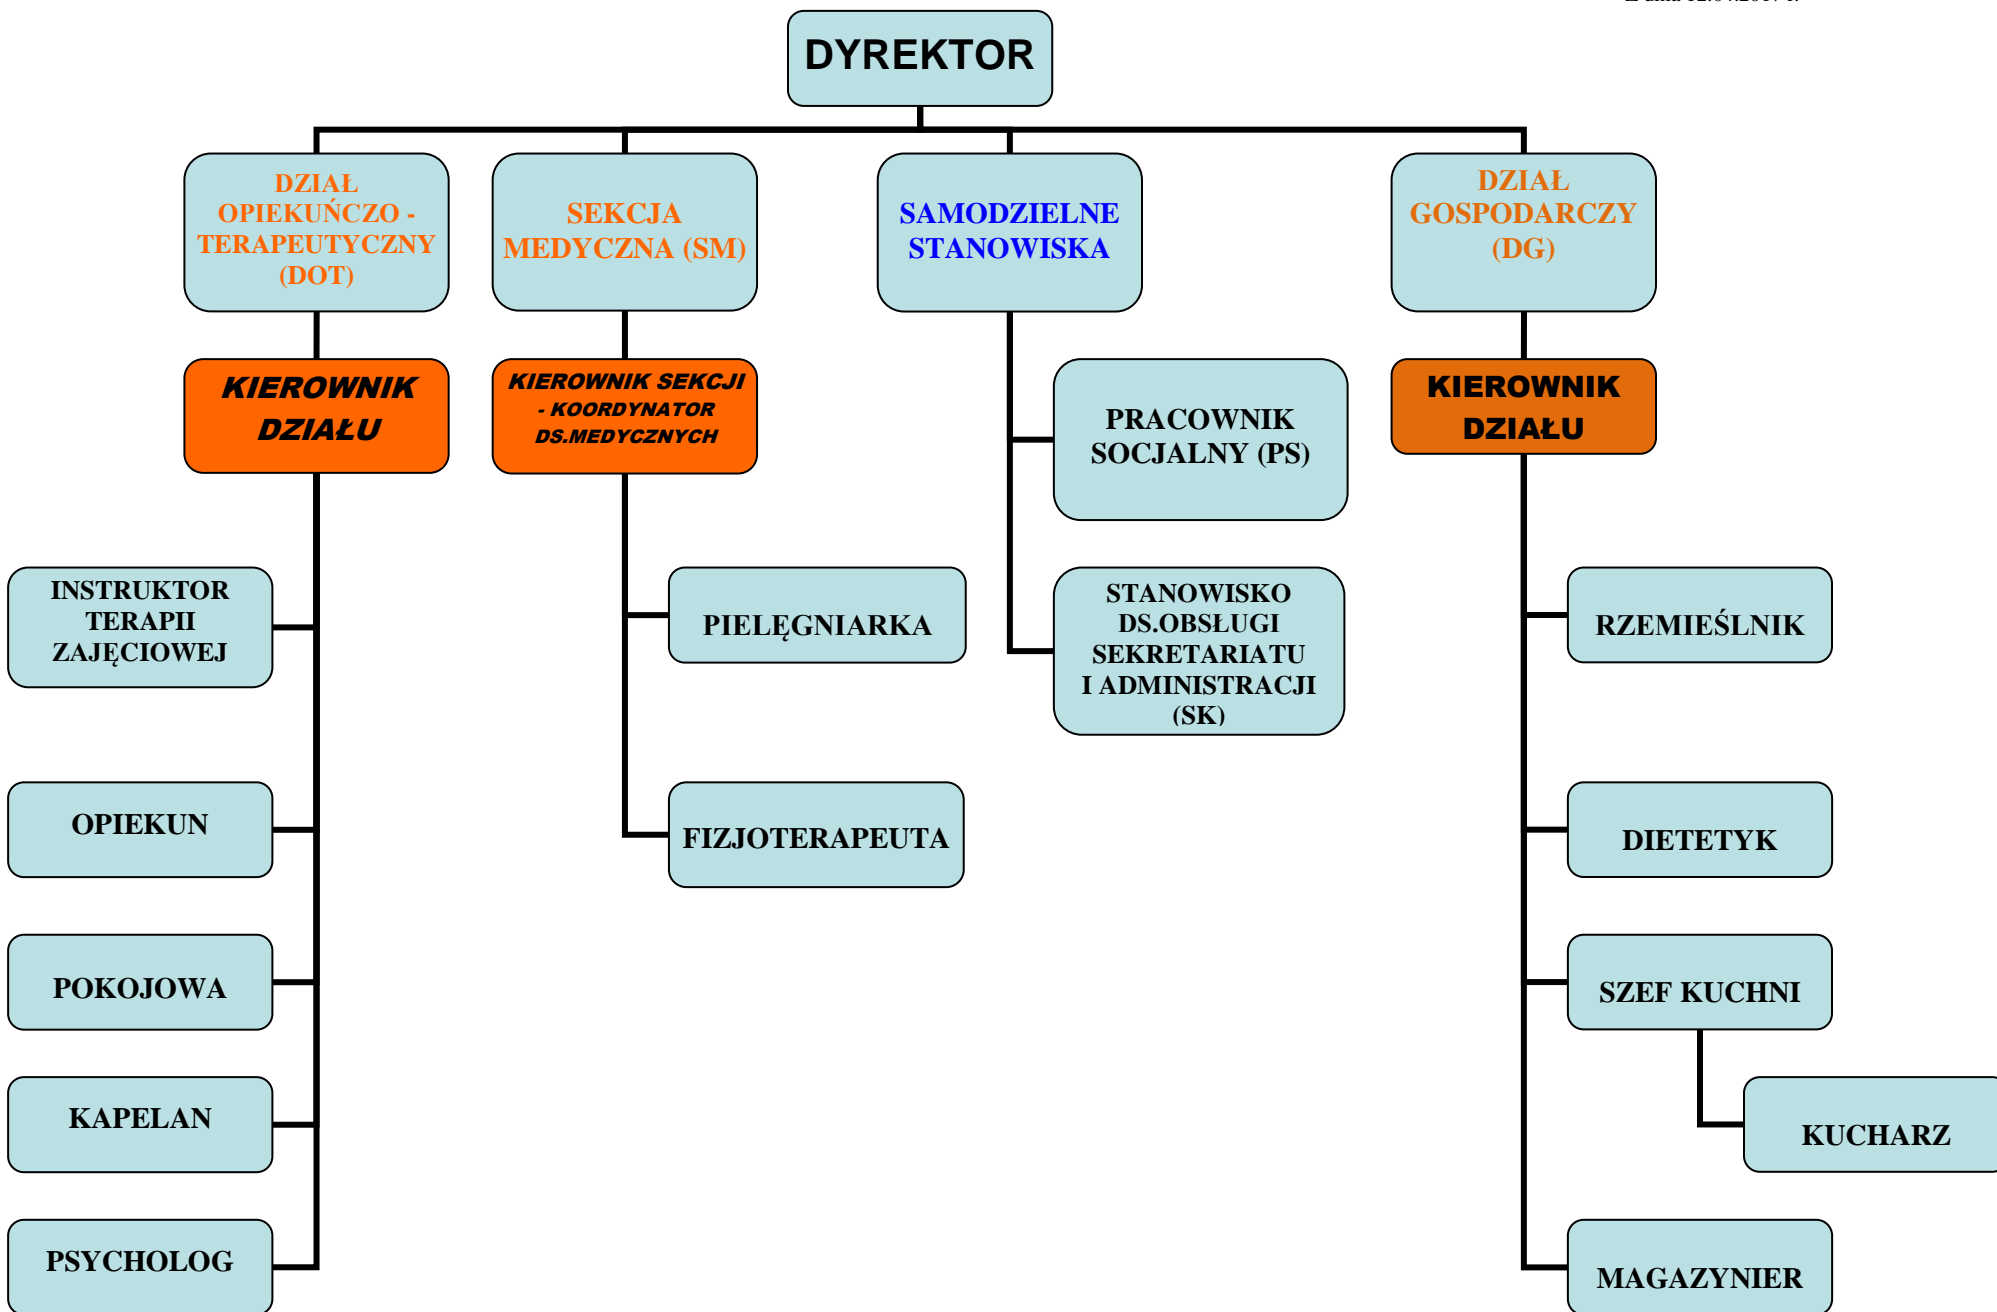 DYREKTOR
DZIAŁ
OPIEKUŃCZO -
TERAPEUTYCZNY
(DOT)
SEKCJA
MEDYCZNA (SM)
SAMODZIELNE
STANOWISKA
DZIAŁ
GOSPODARCZY
(DG)
KIEROWNIK
DZIAŁU
KIEROWNIK SEKCJI
- KOORDYNATOR
DS.MEDYCZNYCH
PRACOWNIK
SOCJALNY (PS)
KIEROWNIK
DZIAŁU
INSTRUKTOR
TERAPII
ZAJĘCIOWEJ
PIELĘGNIARKA
STANOWISKO
DS.OBSŁUGI
SEKRETARIATU
I ADMINISTRACJI
(SK)
RZEMIEŚLNIK
OPIEKUN
FIZJOTERAPEUTA
DIETETYK
POKOJOWA
SZEF KUCHNI
KAPELAN
KUCHARZ
PSYCHOLOG
MAGAZYNIER